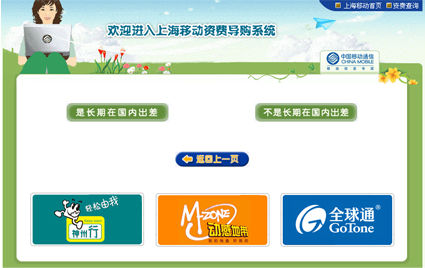 上海移动首页 资费查询
欢迎进入上海移动资费导购系统
中国移动通信
CHINA MOBILE
是长期在国内出差 不是长期在国内出差
返回上一页
轻松由我
神州行
M-ZONE
动感地带
全球通
GoTone